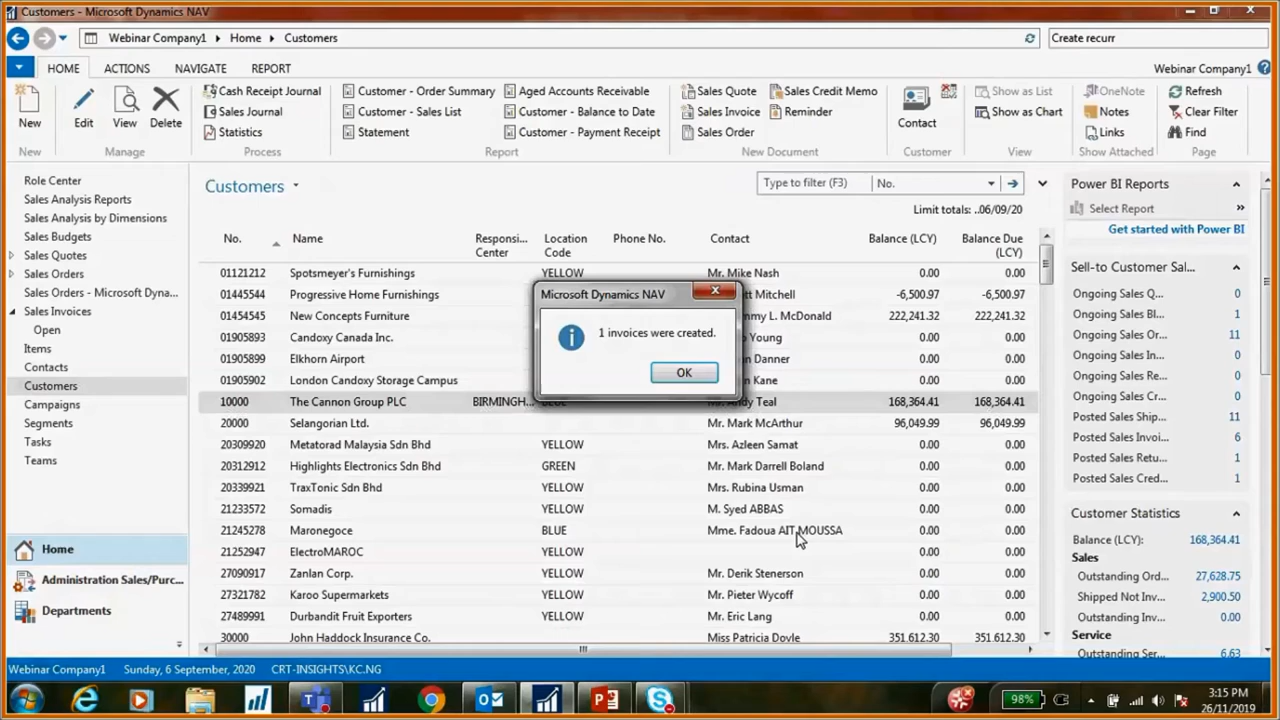 Customers - Microsoft Dynamics NAV
Webinar Company1 › Home › Customers
Create recurr
HOME ACTIONS NAVIGATE REPORT
Webinar Company1
New
Edit
View
Delete
Cash Receipt Journal
Sales Journal
Statistics
Customer - Order Summary
Customer - Sales List
Statement
Aged Accounts Receivable
Customer - Balance to Date
Customer - Payment Receipt
Sales Quote
Sales Invoice
Sales Order
Sales Credit Memo
Reminder
Contact
Show as List
Show as Chart
OneNote
Notes
Links
Refresh
Clear Filter
Find
New Manage Process Report New Document Customer View Show Attached Page
Role Center
Sales Analysis Reports
Sales Analysis by Dimensions
Sales Budgets
Sales Quotes
Sales Orders
Sales Orders - Microsoft Dyna...
Sales Invoices
Open
Items
Contacts
Customers
Campaigns
Segments
Tasks
Teams
Home
Administration Sales/Purc...
Departments
Customers
Type to filter (F3) No.
Limit totals: ..06/09/20
No. Name Responsi... Center Location Code Phone No. Contact Balance (LCY) Balance Due (LCY)
01121212 Spotsmeyer's Furnishings YELLOW Mr. Mike Nash 0.00 0.00
01445544 Progressive Home Furnishings Mitchell -6,500.97 -6,500.97
01454545 New Concepts Furniture L. McDonald 222,241.32 222,241.32
01905893 Candoxy Canada Inc. Young 0.00 0.00
01905899 Elkhorn Airport Danner 0.00 0.00
01905902 London Candoxy Storage Campus Kane 0.00 0.00
10000 The Cannon Group PLC BIRMINGH... BLUE Mr. Andy Teal 168,364.41 168,364.41
20000 Selangorian Ltd. Mr. Mark McArthur 96,049.99 96,049.99
20309920 Metatorad Malaysia Sdn Bhd YELLOW Mrs. Azleen Samat 0.00 0.00
20312912 Highlights Electronics Sdn Bhd GREEN Mr. Mark Darrell Boland 0.00 0.00
20339921 TraxTonic Sdn Bhd YELLOW Mrs. Rubina Usman 0.00 0.00
21233572 Somadis YELLOW M. Syed ABBAS 0.00 0.00
21245278 Maronegoce BLUE Mme. Fadoua AIT MOUSSA 0.00 0.00
21252947 ElectroMAROC YELLOW 0.00 0.00
27090917 Zanlan Corp. YELLOW Mr. Derik Stenerson 0.00 0.00
27321782 Karoo Supermarkets YELLOW Mr. Pieter Wycoff 0.00 0.00
27489991 Durbandit Fruit Exporters YELLOW Mr. Eric Lang 0.00 0.00
30000 John Haddock Insurance Co. Miss Patricia Doyle 351,612.30 351,612.30
Microsoft Dynamics NAV
1 invoices were created.
OK
Power BI Reports
Select Report
Get started with Power BI
Sell-to Customer Sal...
Ongoing Sales Q... 0
Ongoing Sales Bl... 1
Ongoing Sales Or... 11
Ongoing Sales In... 1
Ongoing Sales Re... 0
Ongoing Sales Cr... 0
Posted Sales Ship... 11
Posted Sales Invoi... 6
Posted Sales Retu... 1
Posted Sales Cred... 1
Customer Statistics
Balance (LCY): 168,364.41
Sales
Outstanding Ord... 27,628.75
Shipped Not Inv... 2,900.50
Outstanding Inv... 0.00
Service
Outstanding Ser... 6.63
Webinar Company1 Sunday, 6 September, 2020 CRT-INSIGHTS\KC.NG
98%
3:15 PM
26/11/2019